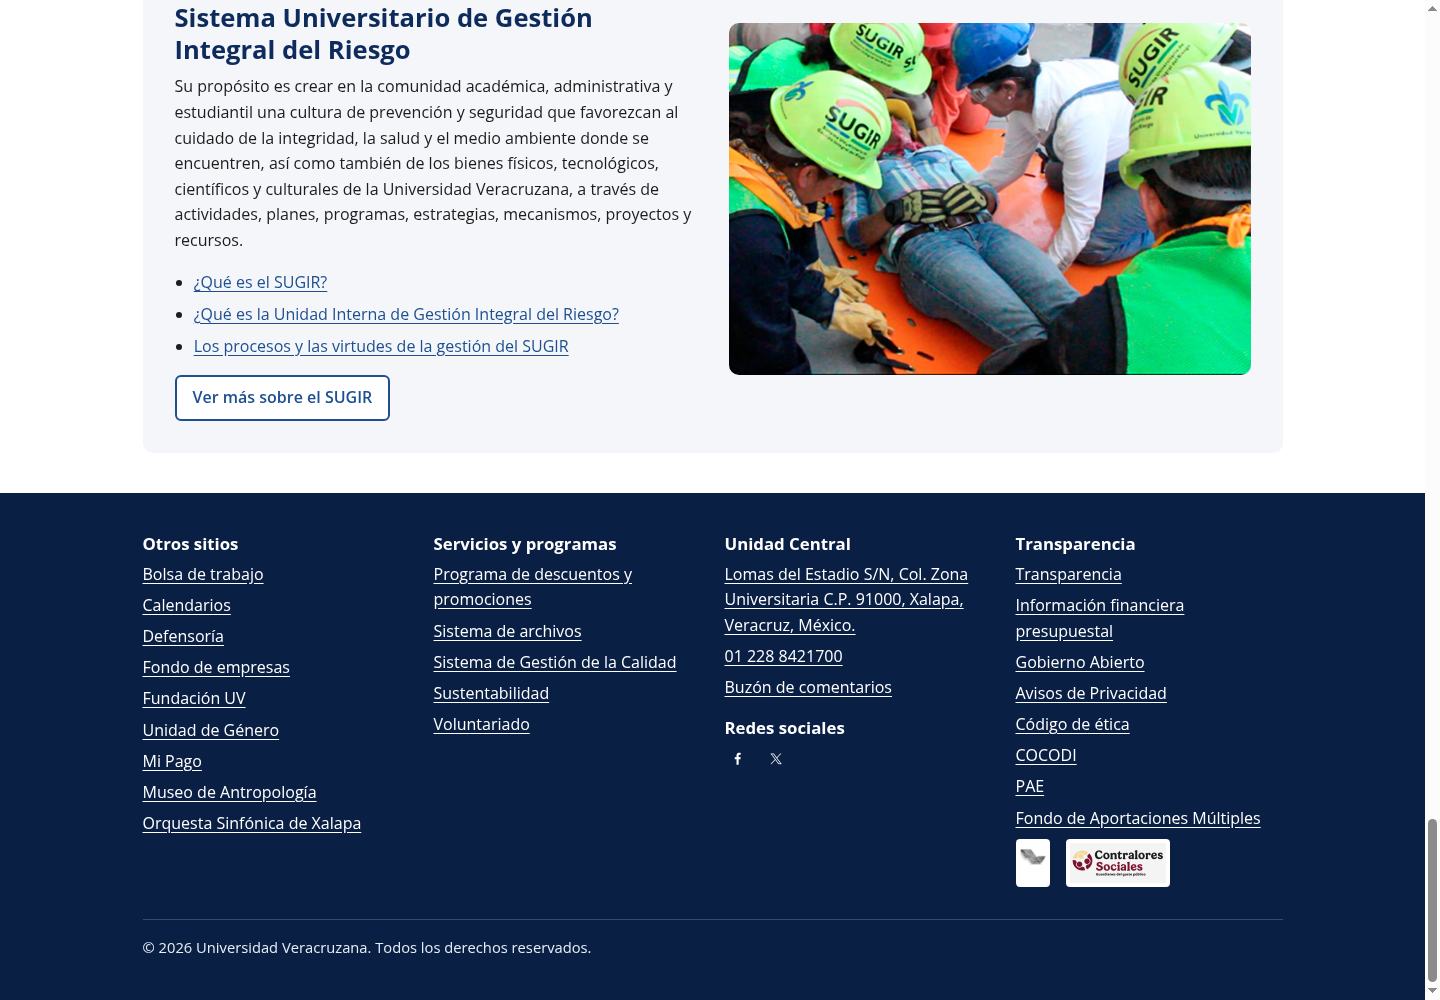 Sistema Universitario de Gestión
Integral del Riesgo
Su propósito es crear en la comunidad académica, administrativa y
estudiantil una cultura de prevención y seguridad que favorezcan al
cuidado de la integridad, la salud y el medio ambiente donde se
encuentren, así como también de los bienes físicos, tecnológicos,
científicos y culturales de la Universidad Veracruzana, a través de
actividades, planes, programas, estrategias, mecanismos, proyectos y
recursos.
¿Qué es el SUGIR?
¿Qué es la Unidad Interna de Gestión Integral del Riesgo?
Los procesos y las virtudes de la gestión del SUGIR
Ver más sobre el SUGIR
SUGIR
SUGIR
SUGIR
Otros sitios
Bolsa de trabajo
Calendarios
Defensoría
Fondo de empresas
Fundación UV
Unidad de Género
Mi Pago
Museo de Antropología
Orquesta Sinfónica de Xalapa
Servicios y programas
Programa de descuentos y
promociones
Sistema de archivos
Sistema de Gestión de la Calidad
Sustentabilidad
Voluntariado
Unidad Central
Lomas del Estadio S/N, Col. Zona
Universitaria C.P. 91000, Xalapa,
Veracruz, México.
01 228 8421700
Buzón de comentarios
Redes sociales
Transparencia
Transparencia
Información financiera
presupuestal
Gobierno Abierto
Avisos de Privacidad
Código de ética
COCODI
PAE
Fondo de Aportaciones Múltiples
Contralores
Sociales
© 2026 Universidad Veracruzana. Todos los derechos reservados.